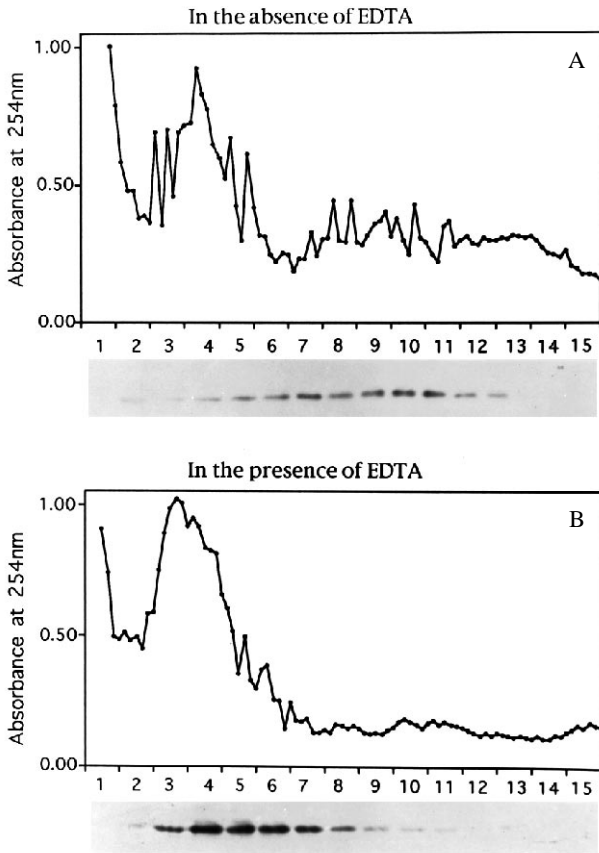 In the absence of EDTA
A
1.00
0.50
0.00
Absorbance at 254nm
1 2 3 4 5 6 7 8 9 10 11 12 13 14 15
In the presence of EDTA
B
1.00
0.50
0.00
Absorbance at 254nm
1 2 3 4 5 6 7 8 9 10 11 12 13 14 15